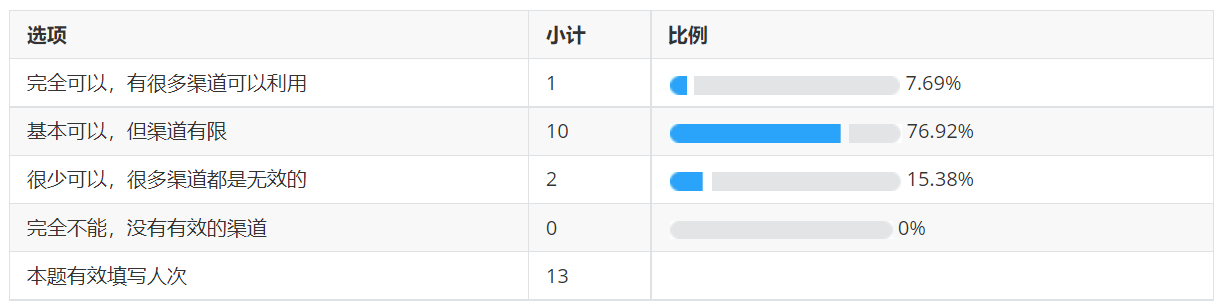 选项 小计 比例
完全可以，有很多渠道可以利用 1 7.69%
基本可以，但渠道有限 10 76.92%
很少可以，很多渠道都是无效的 2 15.38%
完全不能，没有有效的渠道 0 0%
本题有效填写人次 13